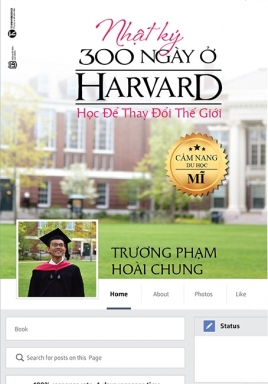 Nhật ký
300 NGÀY Ở
HARVARD
Học Để Thay Đổi Thế Giới
CẨM NANG
DU HỌC
MĨ
TRƯƠNG PHẠM
HOÀI CHUNG
Home About Photos Like
Book
Status
Search for posts on this Page